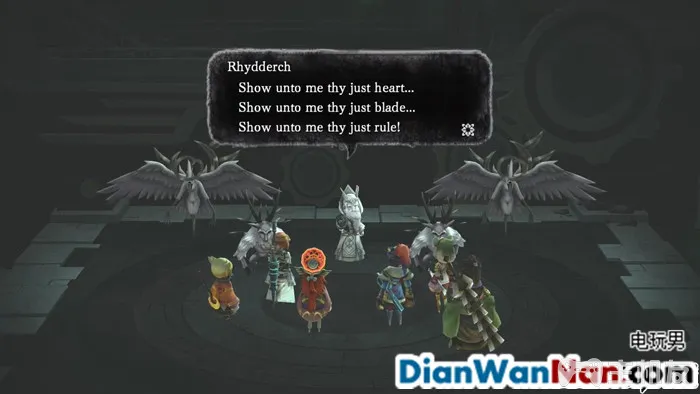 Rhydderch
Show unto me thy just heart...
Show unto me thy just blade...
Show unto me thy just rule!
电玩男
DianWanNan.com